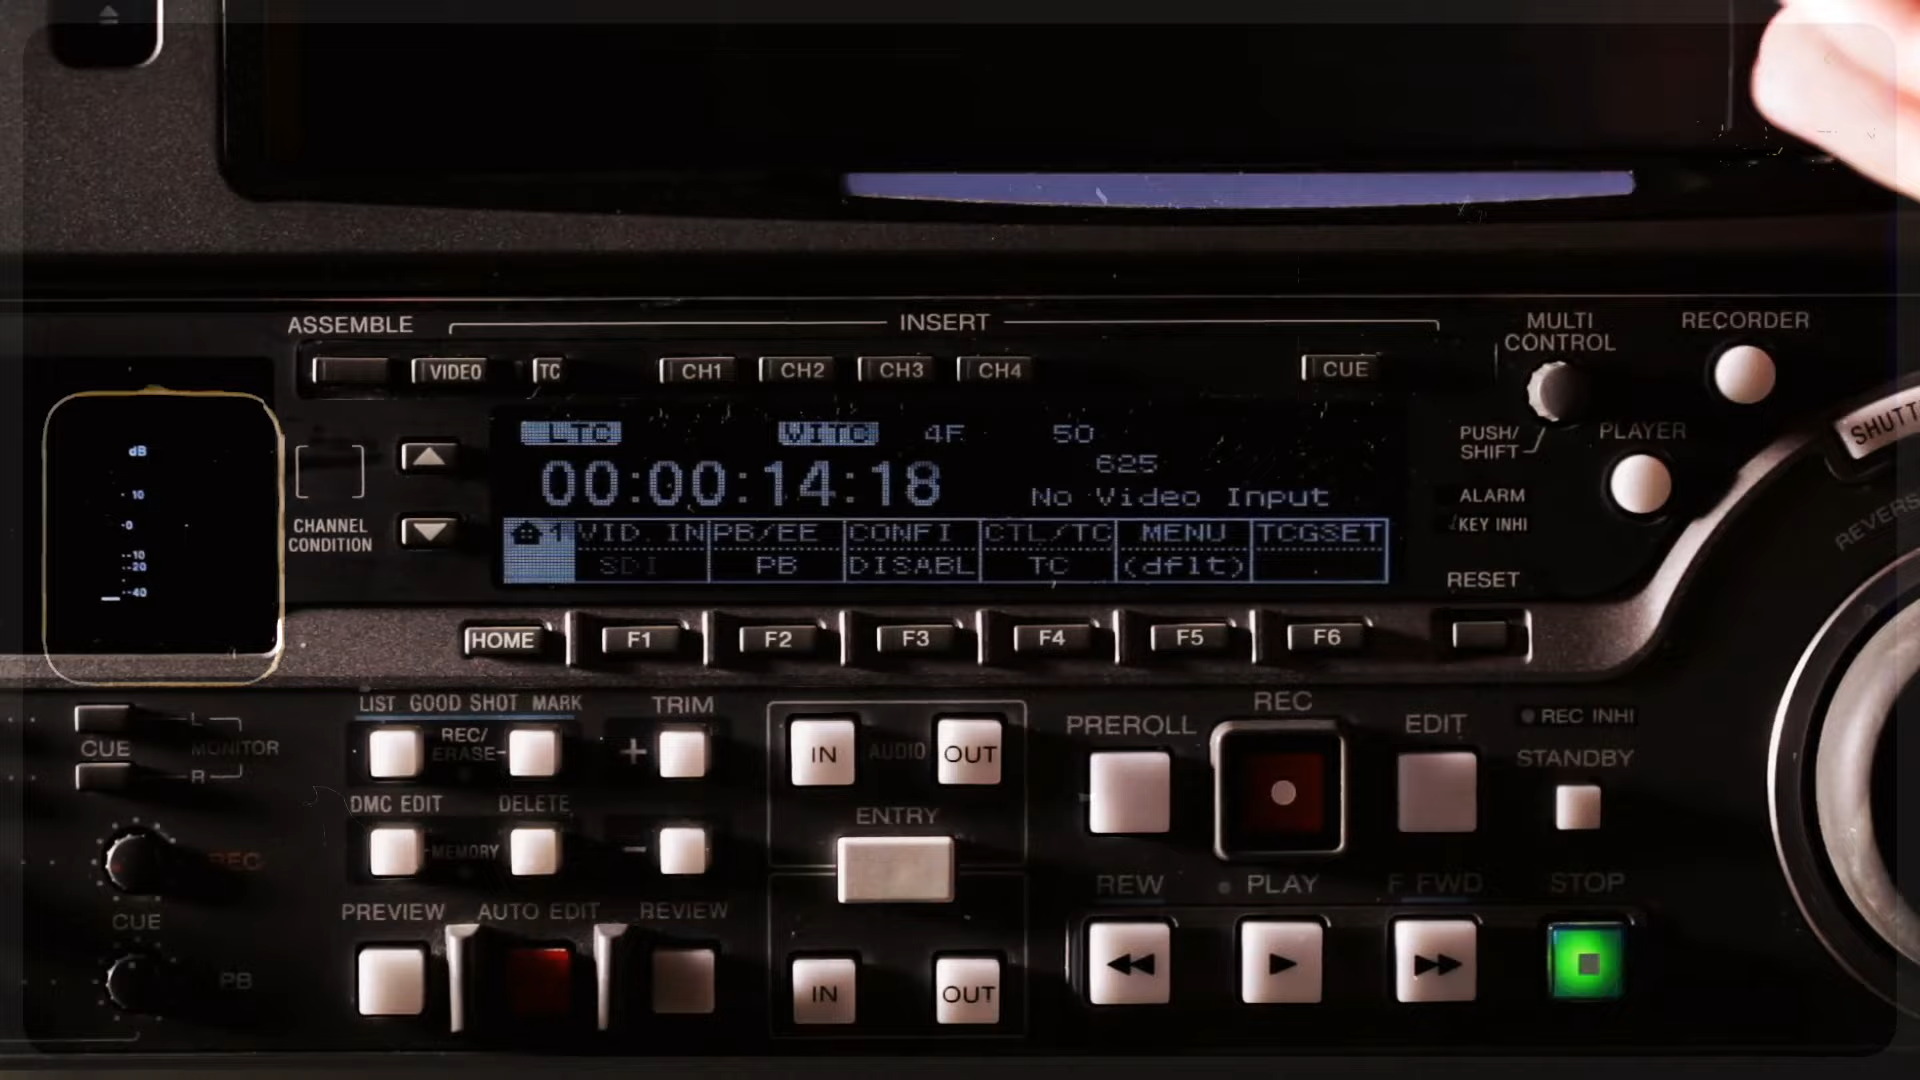 ASSEMBLE INSERT
MULTI
CONTROL
RECORDER
VIDEO TC CH1 CH2 CH3 CH4 CUE
SHUTT
LTC VITC 4F 50
625
00:00:14:18
No Video Input
PUSH/
SHIFT
PLAYER
ALARM
KEY INHI
RESET
REVERS
dB
10
-0
--10
--20
--40
CHANNEL
CONDITION
1 VID. IN PB/EE CONFI CTL/TC MENU TCGSET
SDI PB DISABL TC (dflt)
HOME F1 F2 F3 F4 F5 F6
LIST GOOD SHOT MARK
REC/
ERASE
TRIM
+
CUE
L
MONITOR
R
DMC EDIT DELETE
MEMORY
-
REC
CUE
PB
PREVIEW AUTO EDIT REVIEW
IN AUDIO OUT
ENTRY
IN OUT
PREROLL REC EDIT
REC INHI
STANDBY
REW PLAY F FWD STOP